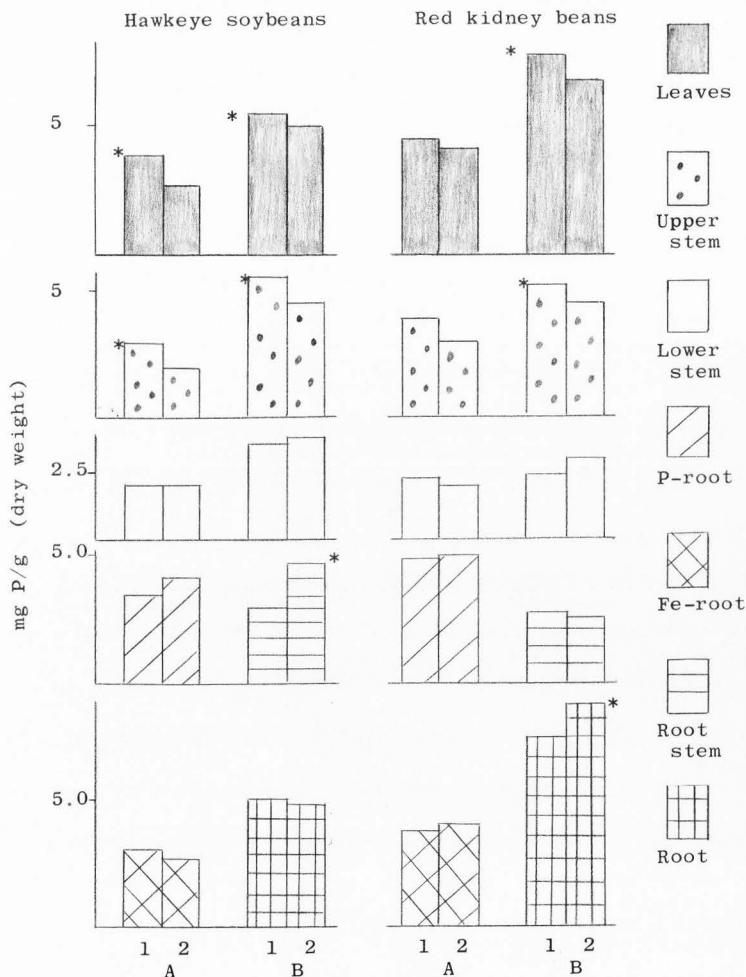 Hawkeye soybeans
Red kidney beans
mg P/g (dry weight)
5
*
*
*
5
*
*
*
2.5
5.0
*
5.0
*
1 2 1 2 1 2 1 2
A B A B
Leaves
Upper
stem
Lower
stem
P-root
Fe-root
Root
stem
Root